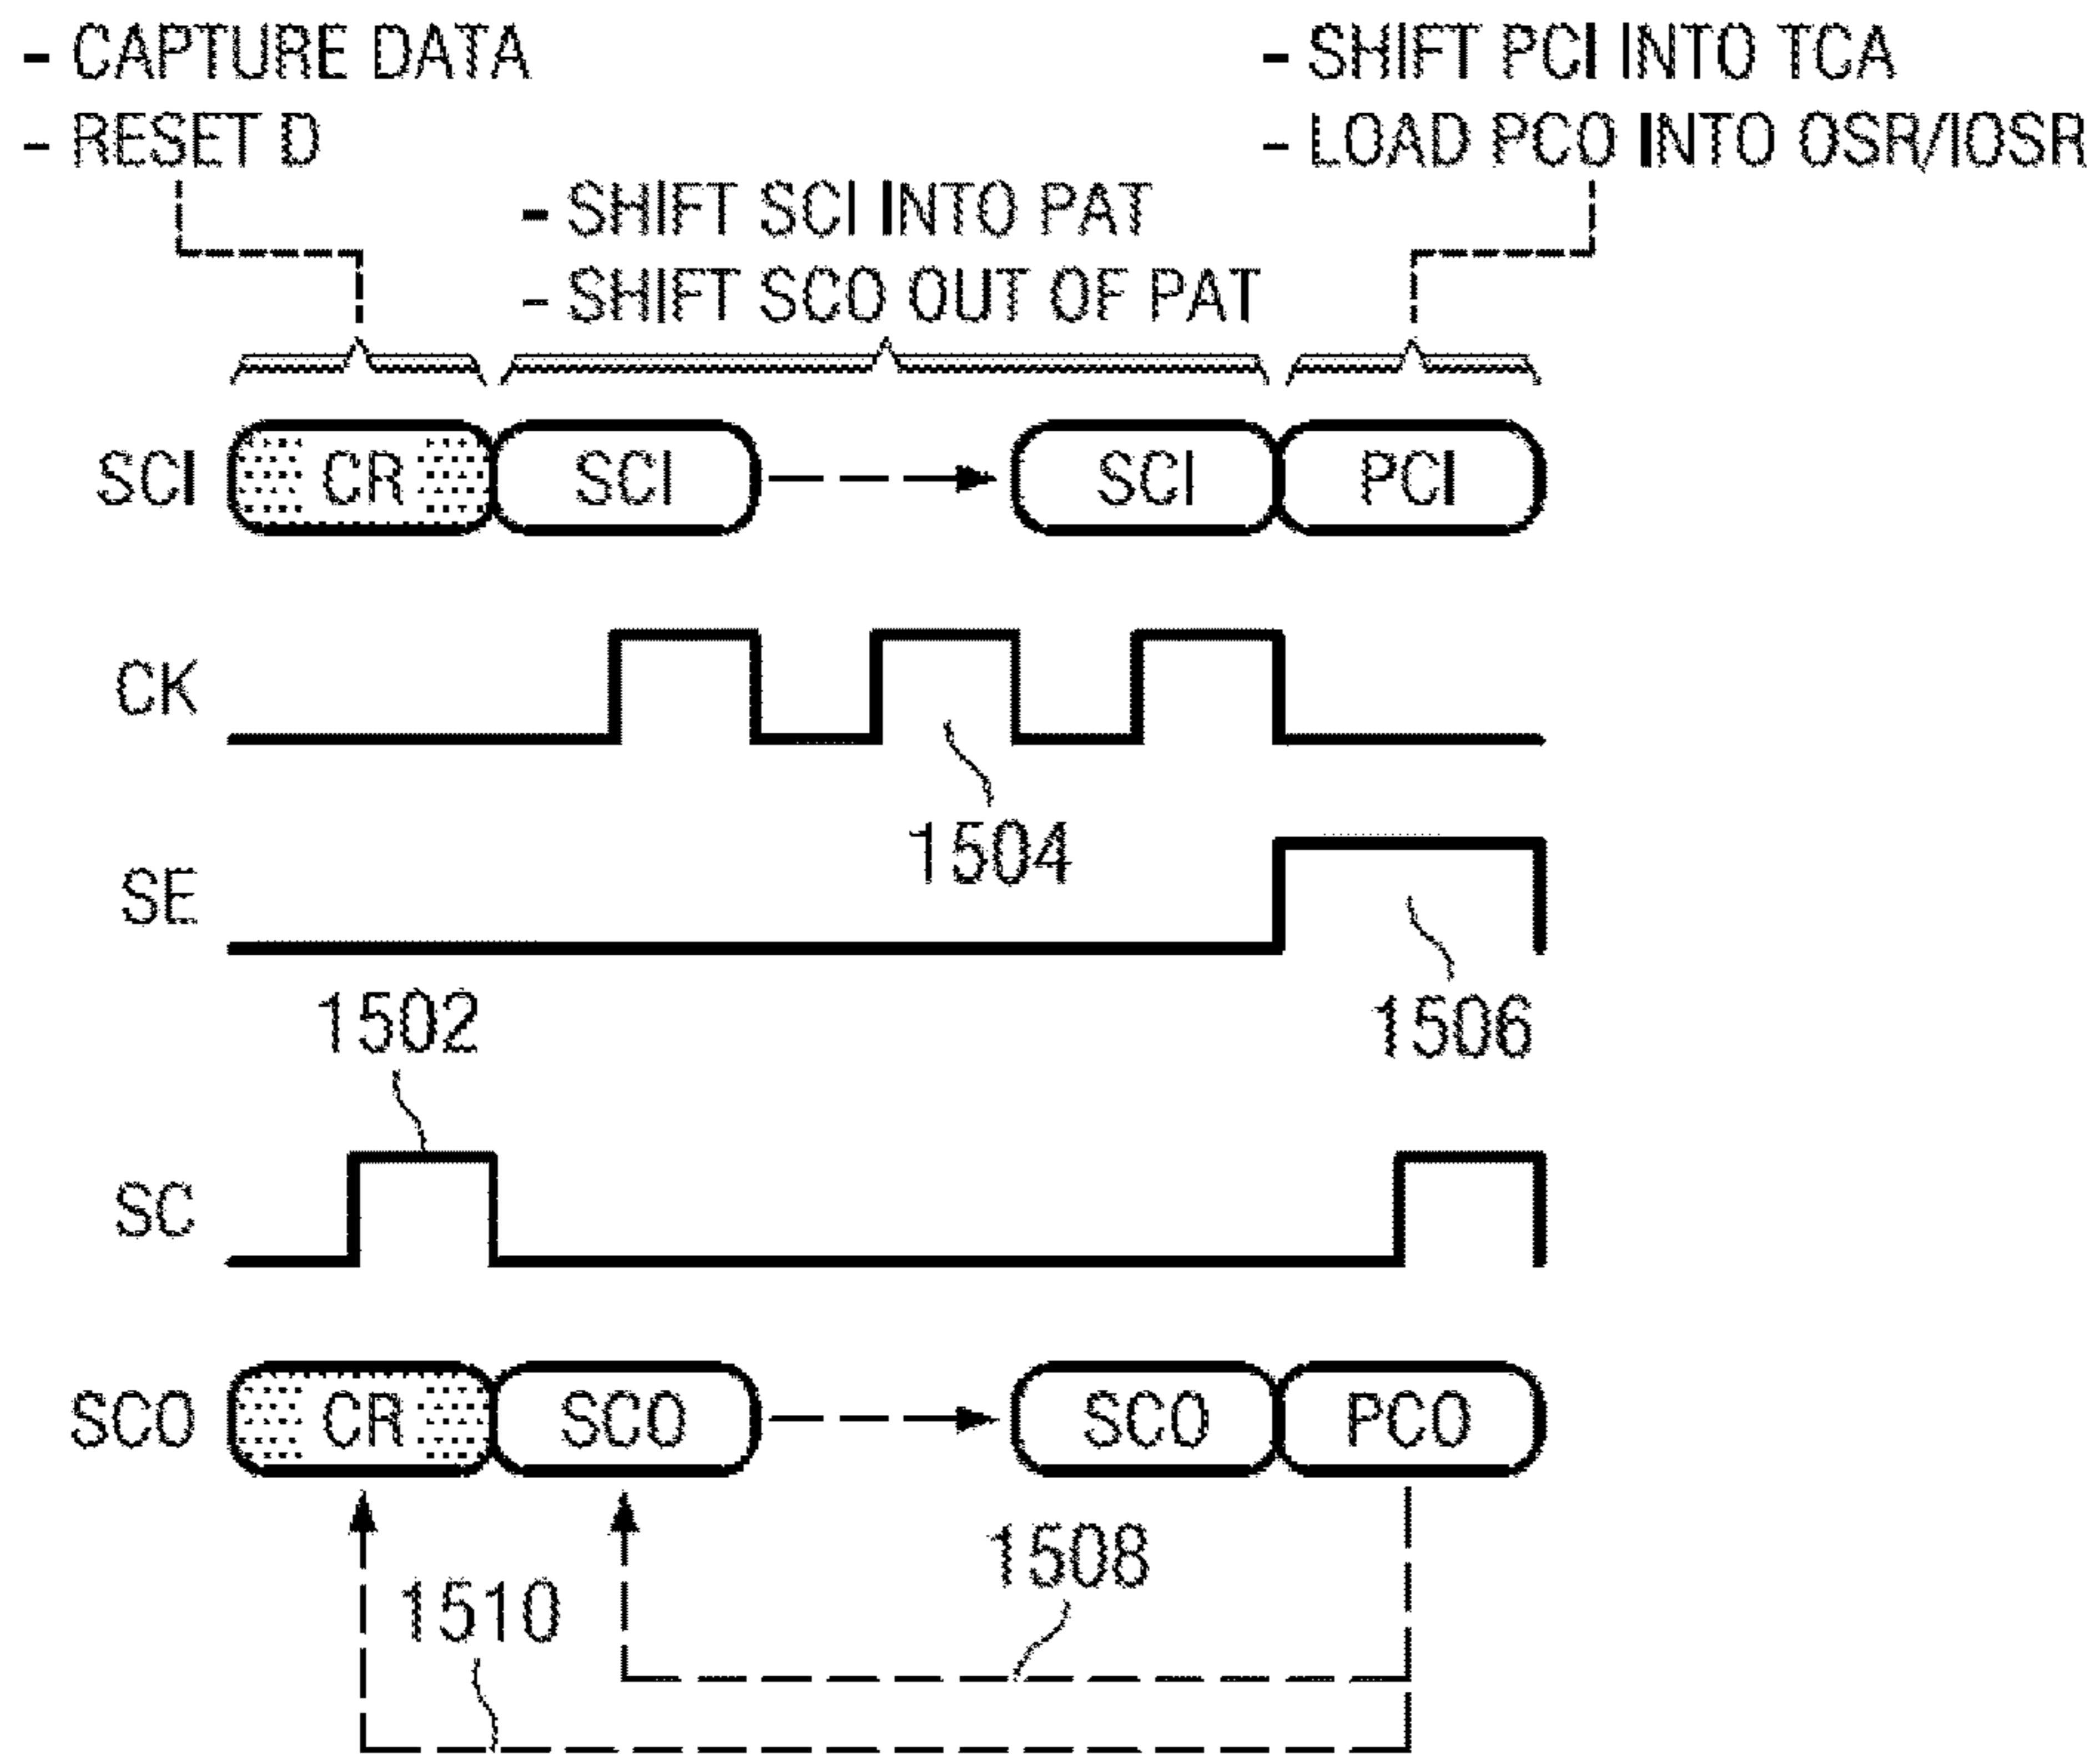 - CAPTURE DATA
- RESET D
- SHIFT PCI INTO TCA
- LOAD PCO INTO OSR/IOSR
- SHIFT SCI INTO PAT
- SHIFT SCO OUT OF PAT
SCI CR SCI SCI PCI
CK
1504
SE
1502
1506
SC
SCO CR SCO SCO PCO
1508
1510